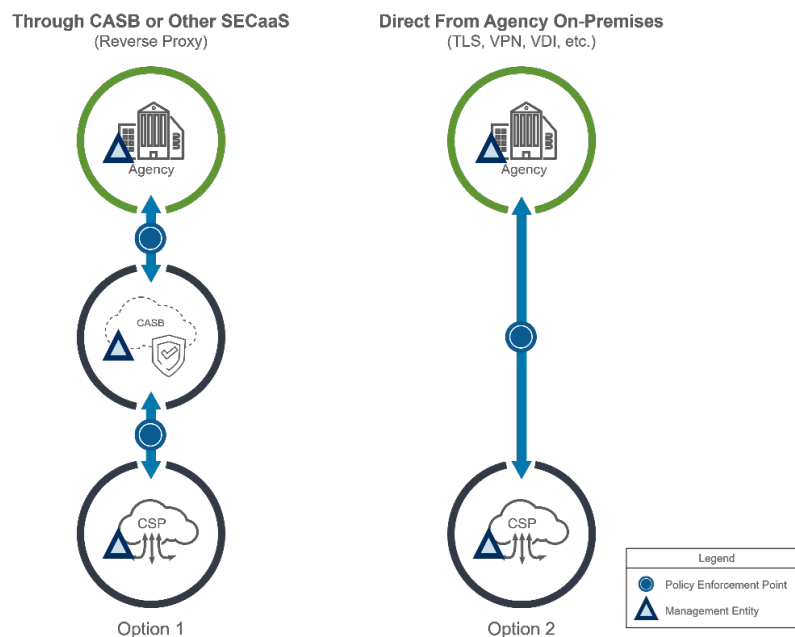 Through CASB or Other SECaaS
(Reverse Proxy)
Agency
CASB
CSP
Option 1
Direct From Agency On-Premises
(TLS, VPN, VDI, etc.)
Agency
CSP
Option 2
Legend
Policy Enforcement Point
Management Entity